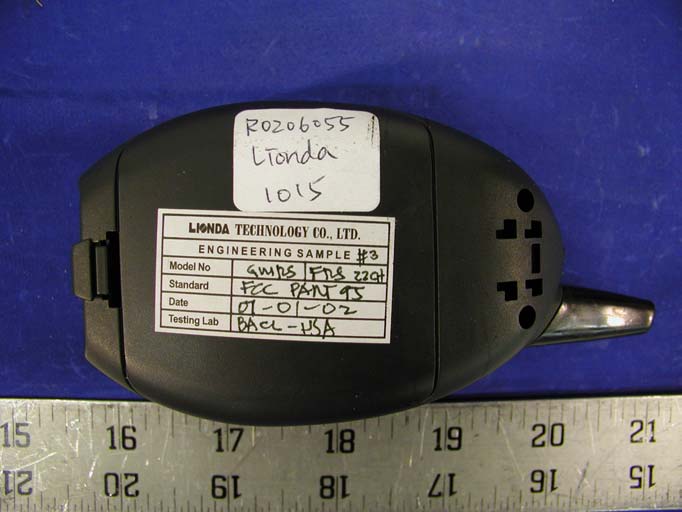 R0206055
Lionda
1015
LIONDA TECHNOLOGY CO., LTD.
ENGINEERING SAMPLE #3
Model No GMRS/FRS 22CH
Standard FCC PART 95
Date 07-01-02
Testing Lab BACL-USA
15 16 17 18 19 20 21
21 20 19 18 17 16 15